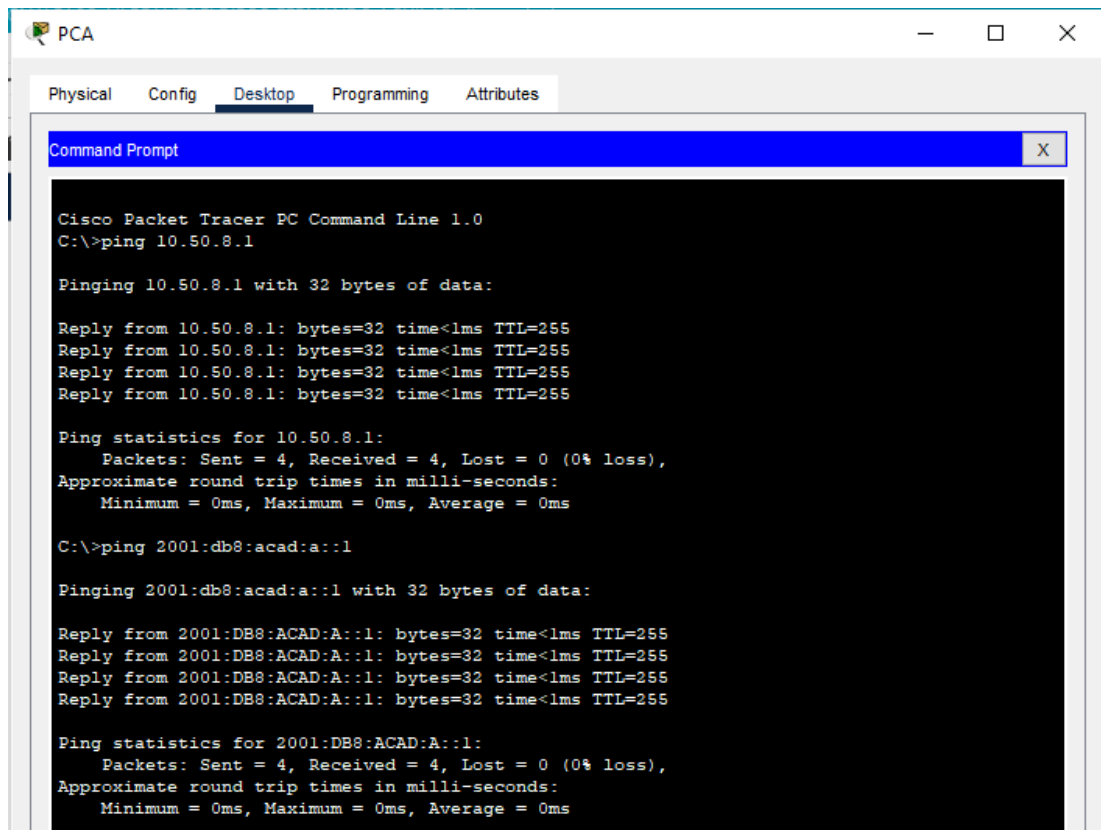 PCA
Physical Config Desktop Programming Attributes
Command Prompt X
Cisco Packet Tracer PC Command Line 1.0
C:\>ping 10.50.8.1
Pinging 10.50.8.1 with 32 bytes of data:
Reply from 10.50.8.1: bytes=32 time<1ms TTL=255
Reply from 10.50.8.1: bytes=32 time<1ms TTL=255
Reply from 10.50.8.1: bytes=32 time<1ms TTL=255
Reply from 10.50.8.1: bytes=32 time<1ms TTL=255
Ping statistics for 10.50.8.1:
Packets: Sent = 4, Received = 4, Lost = 0 (0% loss),
Approximate round trip times in milli-seconds:
Minimum = 0ms, Maximum = 0ms, Average = 0ms
C:\>ping 2001:db8:acad:a::1
Pinging 2001:db8:acad:a::1 with 32 bytes of data:
Reply from 2001:DB8:ACAD:A::1: bytes=32 time<1ms TTL=255
Reply from 2001:DB8:ACAD:A::1: bytes=32 time<1ms TTL=255
Reply from 2001:DB8:ACAD:A::1: bytes=32 time<1ms TTL=255
Reply from 2001:DB8:ACAD:A::1: bytes=32 time<1ms TTL=255
Ping statistics for 2001:DB8:ACAD:A::1:
Packets: Sent = 4, Received = 4, Lost = 0 (0% loss),
Approximate round trip times in milli-seconds:
Minimum = 0ms, Maximum = 0ms, Average = 0ms